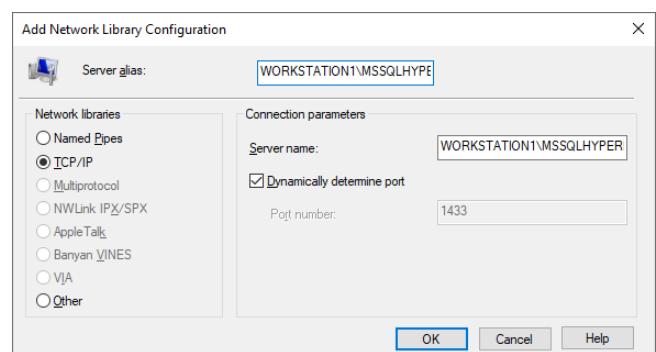 Add Network Library Configuration
Server alias: WORKSTATION1\MSSQLHYPE
Network libraries
Named Pipes
TCP/IP
Multiprotocol
NWLink IPX/SPX
AppleTalk
Banyan VINES
VIA
Other
Connection parameters
Server name: WORKSTATION1\MSSQLHYPER
Dynamically determine port
Port number: 1433
OK Cancel Help